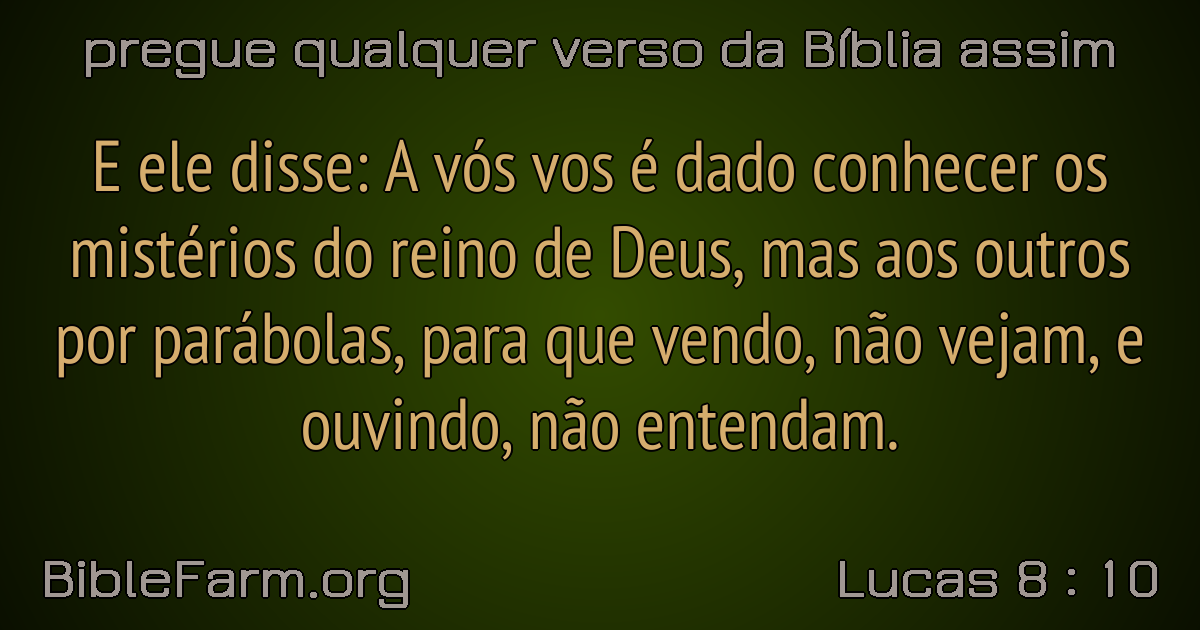 pregue qualquer verso da Bíblia assim
E ele disse: A vós vos é dado conhecer os
mistérios do reino de Deus, mas aos outros
por parábolas, para que vendo, não vejam, e
ouvindo, não entendam.
BibleFarm.org
Lucas 8 : 10